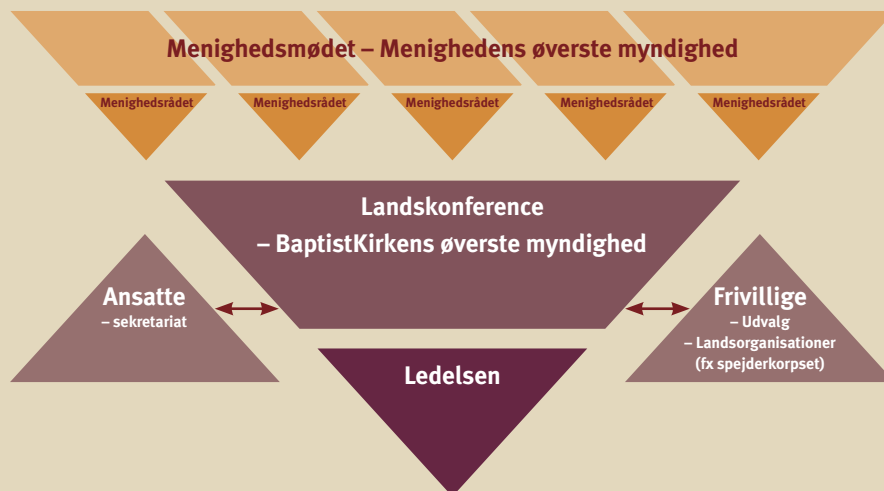 Menighedsmødet – Menighedens øverste myndighed
Menighedsrådet
Menighedsrådet
Menighedsrådet
Menighedsrådet
Menighedsrådet
Landskonference
– BaptistKirkens øverste myndighed
Ansatte
– sekretariat
Frivillige
– Udvalg
– Landsorganisationer
(fx spejderkorpset)
Ledelsen